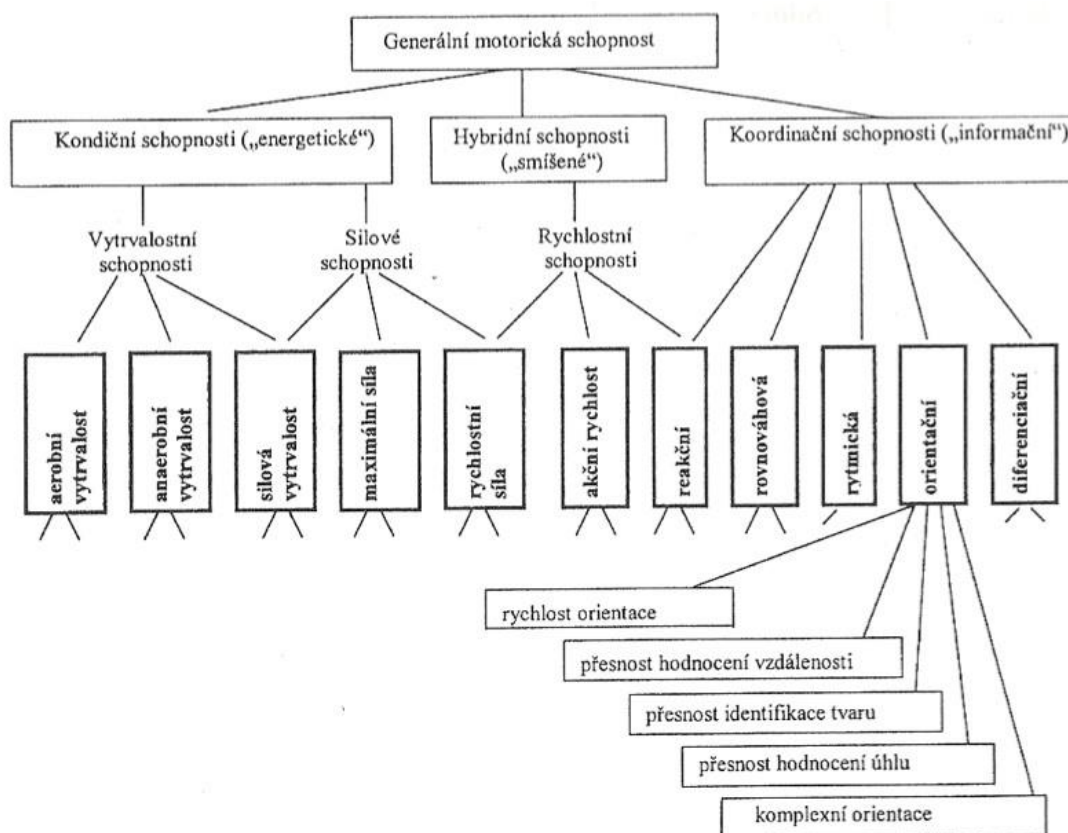 Generální motorická schopnost
Kondiční schopnosti („energetické“)
Hybridní schopnosti
(„smíšené“)
Koordinační schopnosti („informační“)
Vytrvalostní
schopnosti
Silové
schopnosti
Rychlostní
schopnosti
aerobní
vytrvalost
anaerobní
vytrvalost
silová
vytrvalost
maximální síla
rychlostní
síla
akční rychlost
reakční
rovnováhová
rytmická
orientační
diferenciační
rychlost orientace
přesnost hodnocení vzdálenosti
přesnost identifikace tvaru
přesnost hodnocení úhlu
komplexní orientace